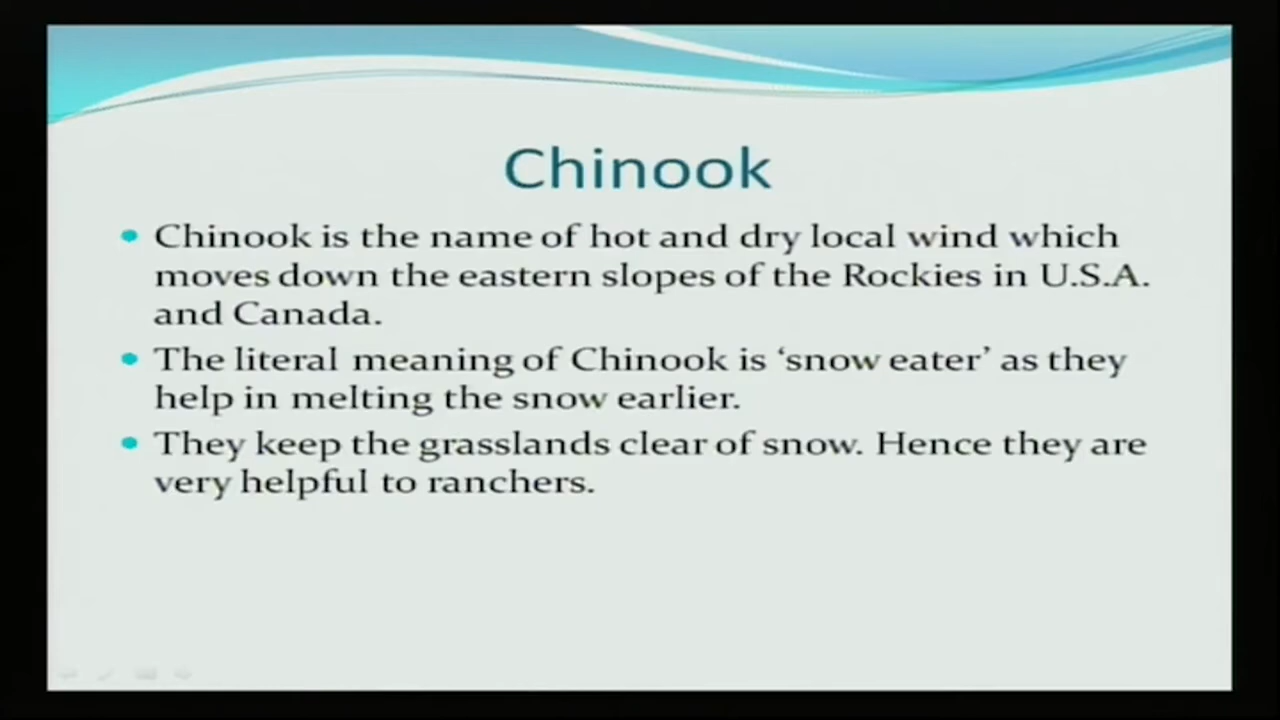 Chinook
Chinook is the name of hot and dry local wind which
moves down the eastern slopes of the Rockies in U.S.A.
and Canada.
The literal meaning of Chinook is ‘snow eater’ as they
help in melting the snow earlier.
They keep the grasslands clear of snow. Hence they are
very helpful to ranchers.